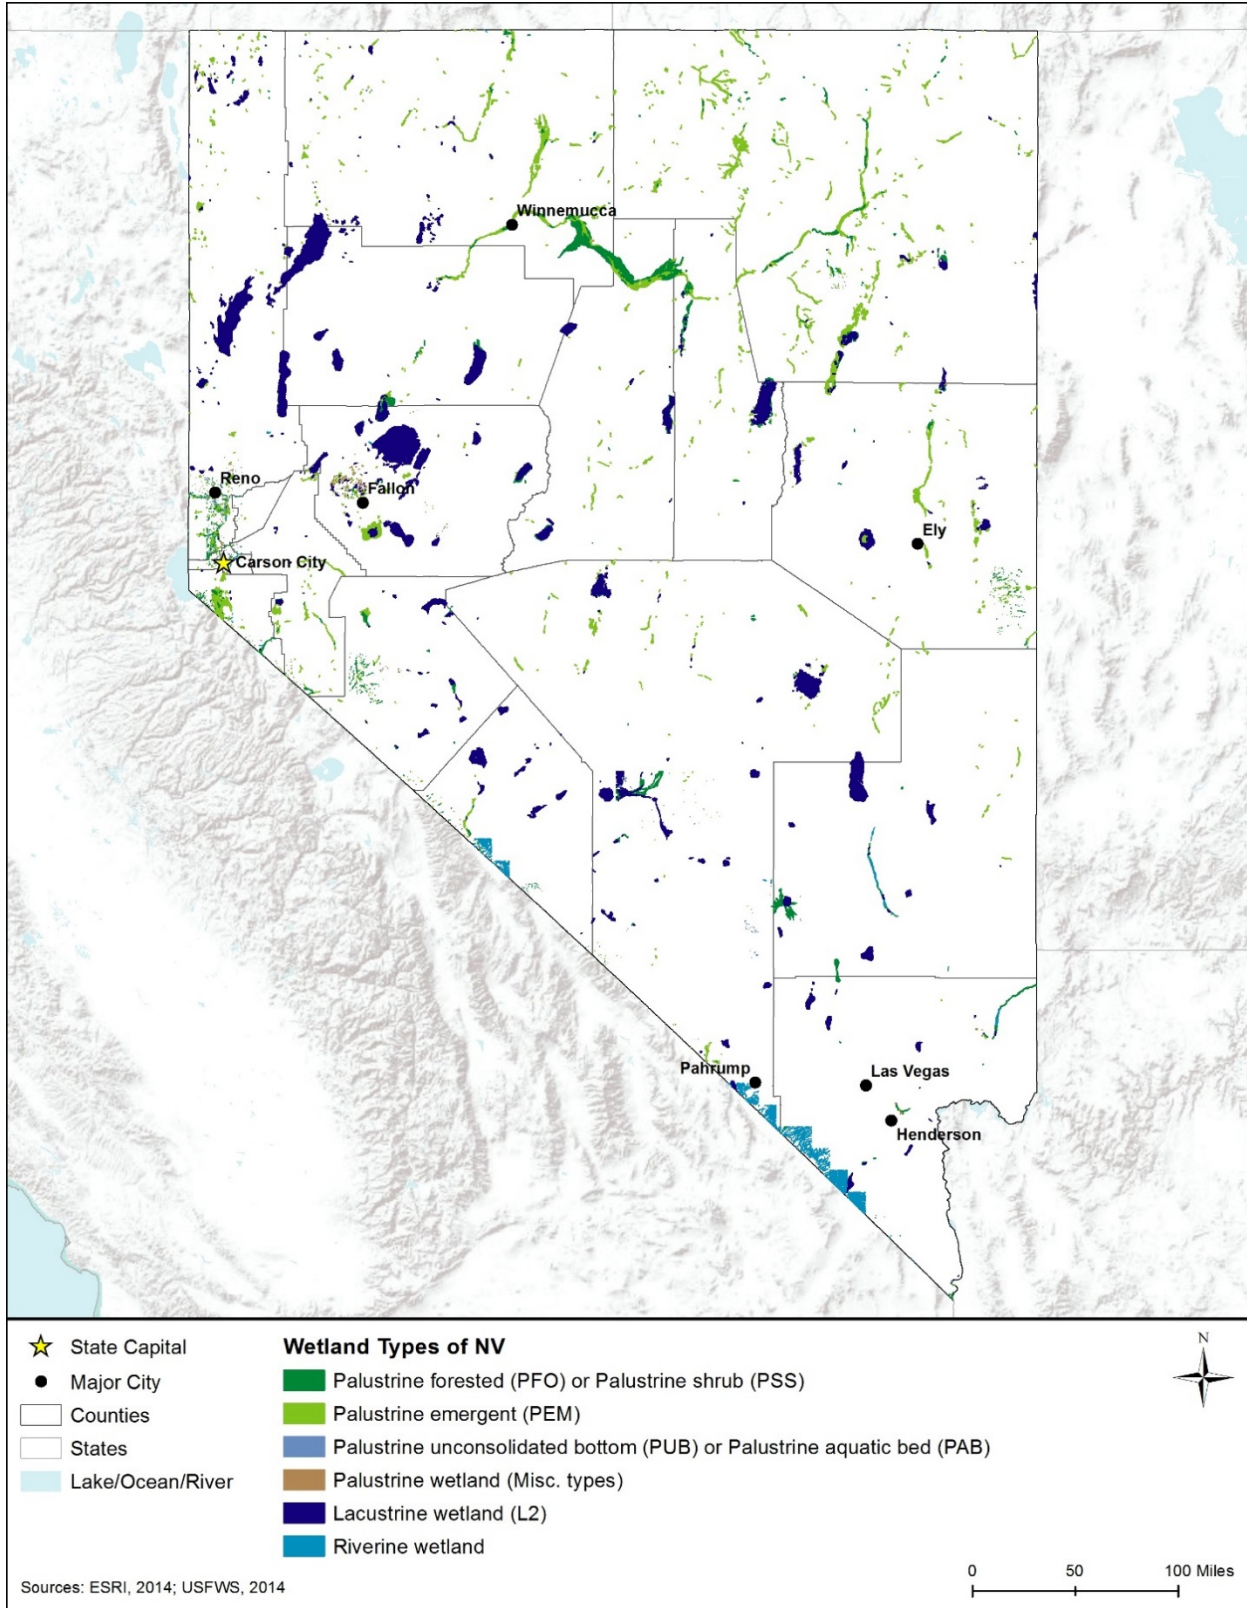 Winnemucca
Reno
Fallon
Carson City
Ely
Pahrump
Las Vegas
Henderson
State Capital
Major City
Counties
States
Lake/Ocean/River
Wetland Types of NV
Palustrine forested (PFO) or Palustrine shrub (PSS)
Palustrine emergent (PEM)
Palustrine unconsolidated bottom (PUB) or Palustrine aquatic bed (PAB)
Palustrine wetland (Misc. types)
Lacustrine wetland (L2)
Riverine wetland
N
0 50 100 Miles
Sources: ESRI, 2014; USFWS, 2014